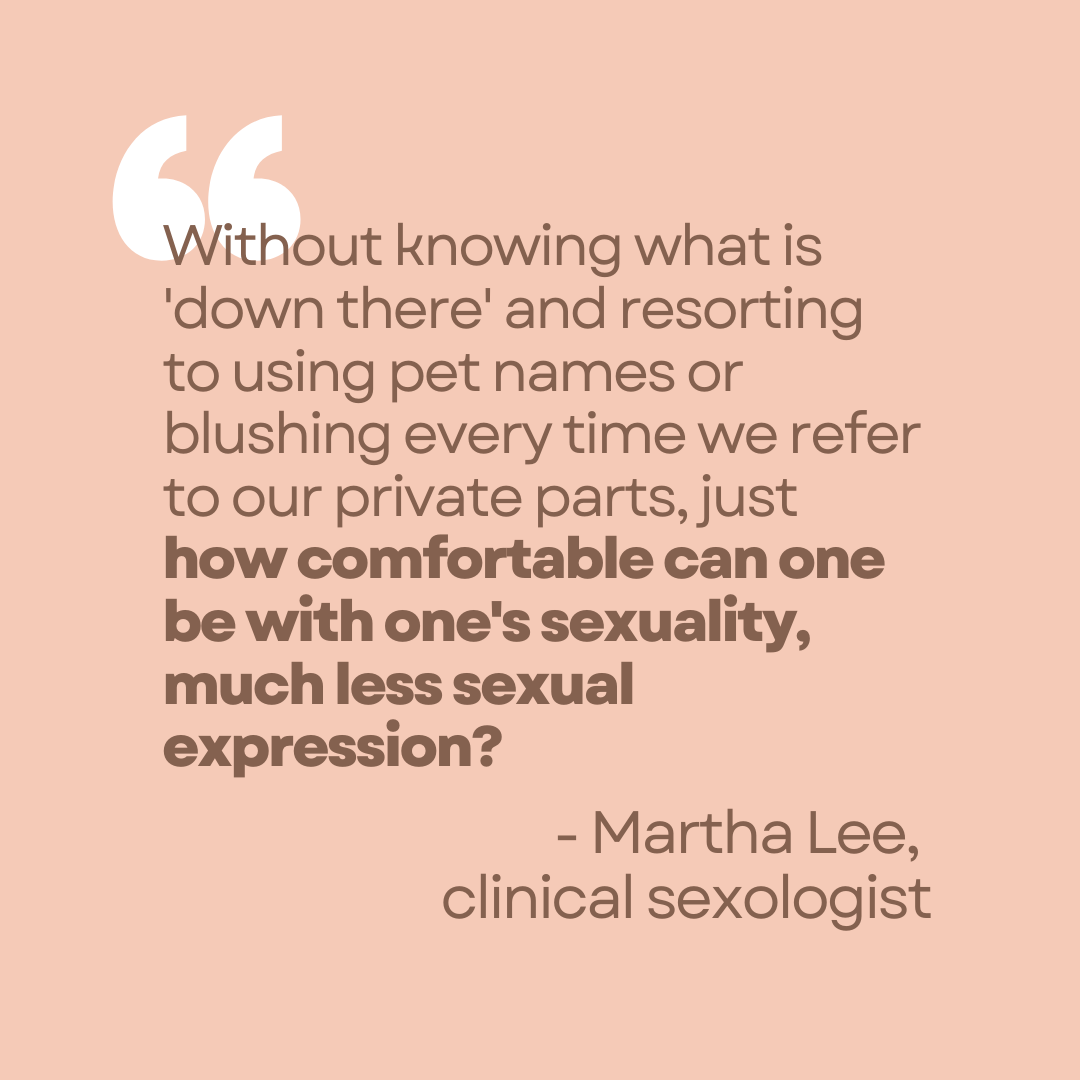 “
Without knowing what is
'down there' and resorting
to using pet names or
blushing every time we refer
to our private parts, just
how comfortable can one
be with one's sexuality,
much less sexual
expression?
- Martha Lee,
clinical sexologist